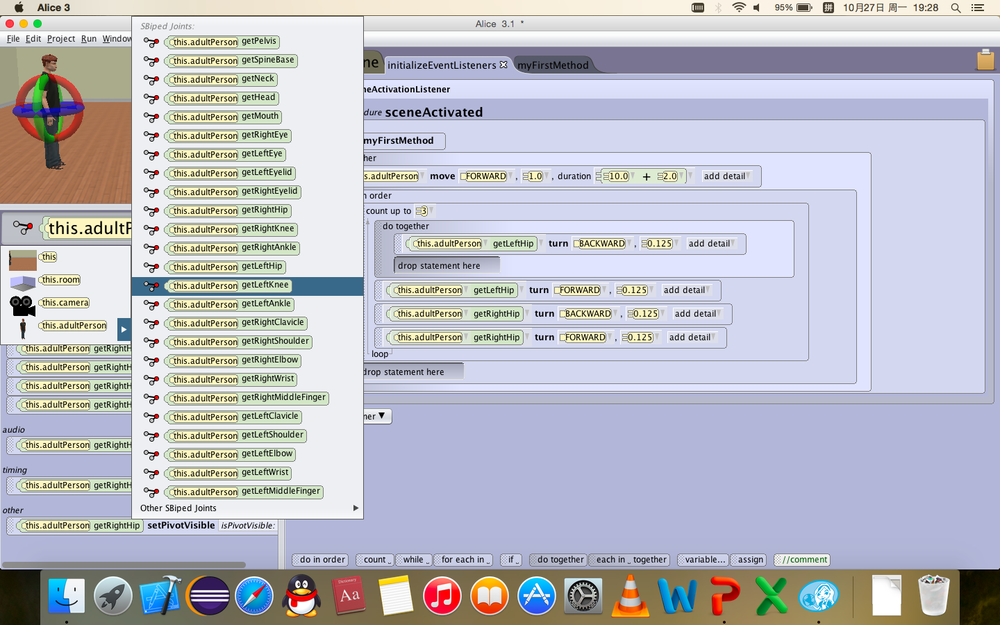 Alice 3
95%
拼
10月27日 周一 19:28
Alice 3.1 *
File Edit Project Run Window
initializeEventListeners
myFirstMethod
SBiped Joints:
this.adultPerson getPelvis
this.adultPerson getSpineBase
this.adultPerson getNeck
this.adultPerson getHead
this.adultPerson getMouth
this.adultPerson getRightEye
this.adultPerson getLeftEye
this.adultPerson getLeftEyelid
this.adultPerson getRightEyelid
this.adultPerson getRightHip
this.adultPerson getRightKnee
this.adultPerson getRightAnkle
this.adultPerson getLeftHip
this.adultPerson getLeftKnee
this.adultPerson getLeftAnkle
this.adultPerson getRightClavicle
this.adultPerson getRightShoulder
this.adultPerson getRightElbow
this.adultPerson getRightWrist
this.adultPerson getRightMiddleFinger
this.adultPerson getLeftClavicle
this.adultPerson getLeftShoulder
this.adultPerson getLeftElbow
this.adultPerson getLeftWrist
this.adultPerson getLeftMiddleFinger
Other SBiped Joints
this.adultP
this
this.room
this.camera
this.adultPerson
this.adultPerson getRightH
this.adultPerson getRightH
this.adultPerson getRightH
this.adultPerson getRightH
audio
this.adultPerson getRightH
timing
this.adultPerson getRightH
other
this.adultPerson getRightHip setPivotVisible isPivotVisible:
neActivationListener
dure sceneActivated
myFirstMethod
her
s.adultPerson move FORWARD , 1.0 , duration 10.0 + 2.0 add detail
n order
count up to 3
do together
this.adultPerson getLeftHip turn BACKWARD , 0.125 add detail
drop statement here
this.adultPerson getLeftHip turn FORWARD , 0.125 add detail
this.adultPerson getRightHip turn BACKWARD , 0.125 add detail
this.adultPerson getRightHip turn FORWARD , 0.125 add detail
loop
drop statement here
ner
do in order count _ while _ for each in _ if _ do together each in _ together variable... assign //comment
Dictionary
Aa